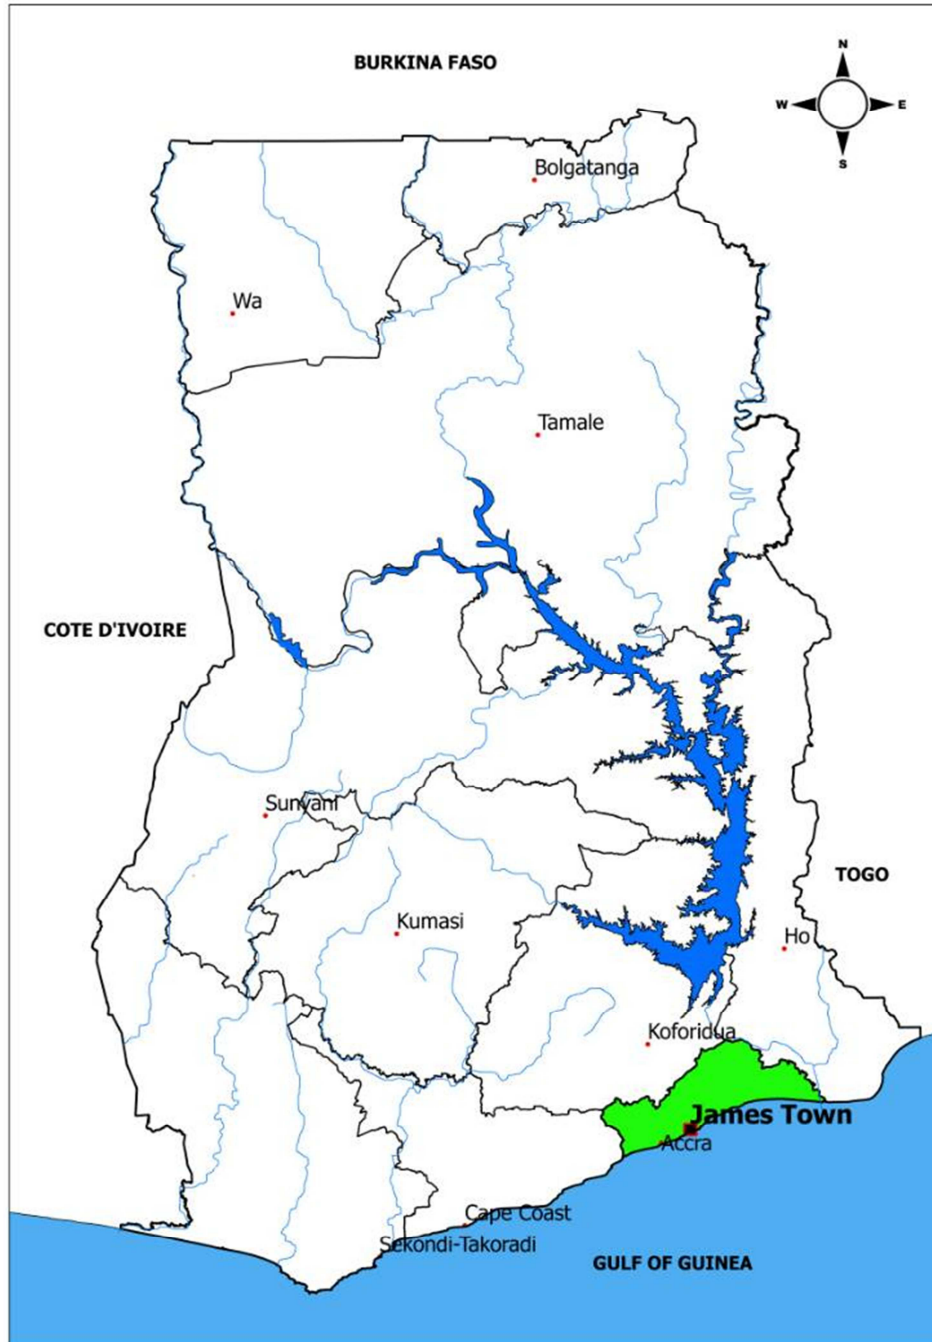 BURKINA FASO
N
W
E
S
Bolgatanga
Wa
Tamale
COTE D'IVOIRE
Sunyani
TOGO
Kumasi
Ho
Koforidua
James Town
Accra
Cape Coast
Sekondi-Takoradi
GULF OF GUINEA